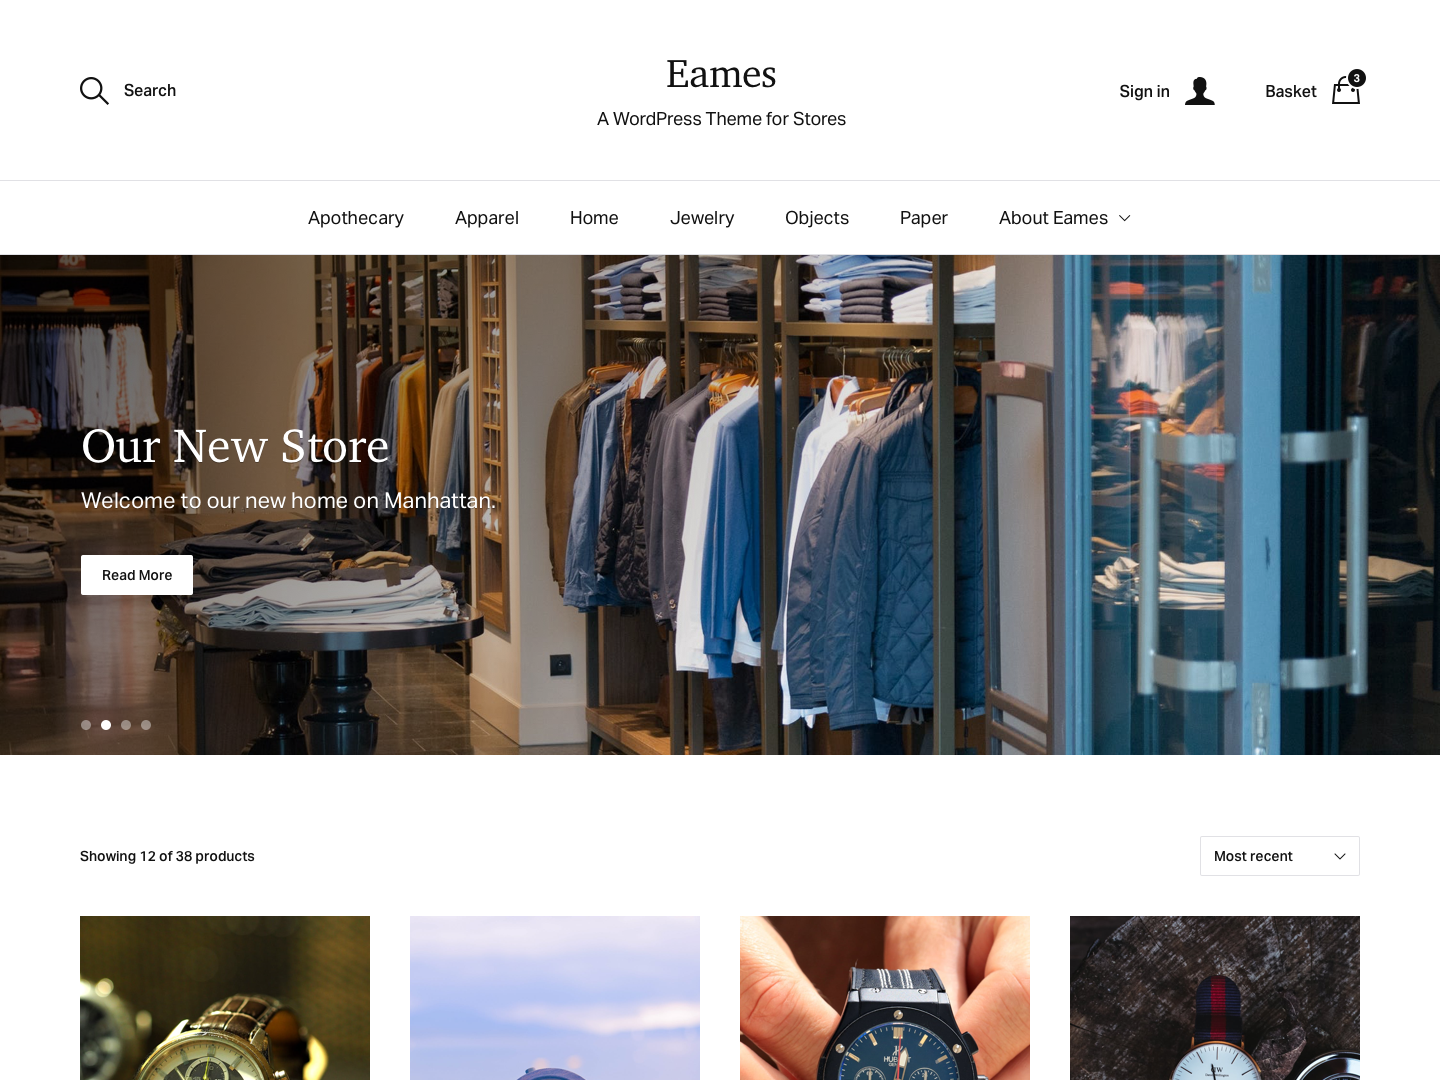 Search
Eames
A WordPress Theme for Stores
Sign in
Basket
3
Apothecary
Apparel
Home
Jewelry
Objects
Paper
About Eames
40
Our New Store
Welcome to our new home on Manhattan.
Read More
Showing 12 of 38 products
Most recent